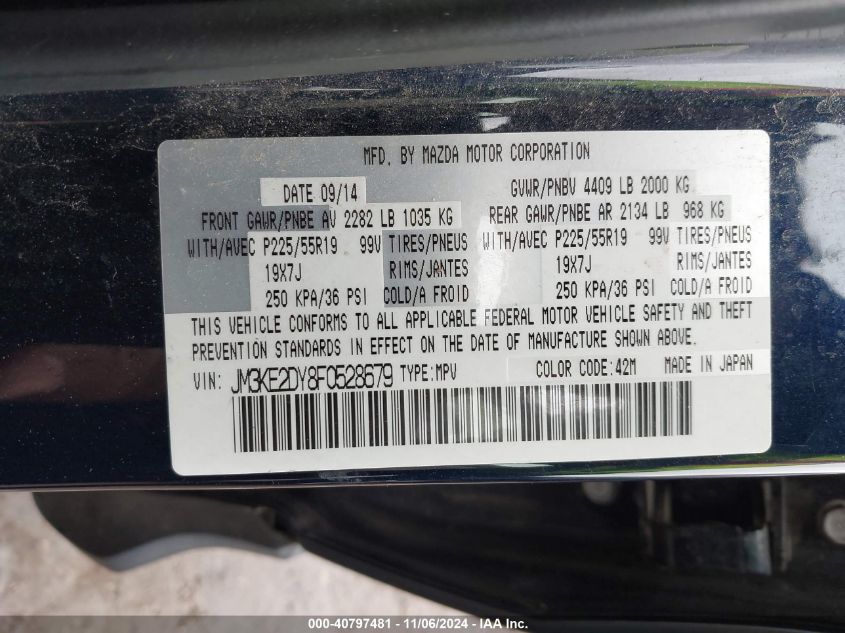 MFD. BY MAZDA MOTOR CORPORATION
DATE 09/14 GVWR/PNBV 4409 LB 2000 KG
FRONT GAWR/PNBE AV 2282 LB 1035 KG REAR GAWR/PNBE AR 2134 LB 968 KG
WITH/AVEC P225/55R19 99V TIRES/PNEUS WITH/AVEC P225/55R19 99V TIRES/PNEUS
19X7J RIMS/JANTES 19X7J RIMS/JANTES
250 KPA/36 PSI COLD/A FROID 250 KPA/36 PSI COLD/A FROID
THIS VEHICLE CONFORMS TO ALL APPLICABLE FEDERAL MOTOR VEHICLE SAFETY AND THEFT
PREVENTION STANDARDS IN EFFECT ON THE DATE OF MANUFACTURE SHOWN ABOVE.
VIN: JM3KE2DY8F0528679 TYPE:MPV COLOR CODE:42M MADE IN JAPAN
000-40797481 - 11/06/2024 - IAA Inc.